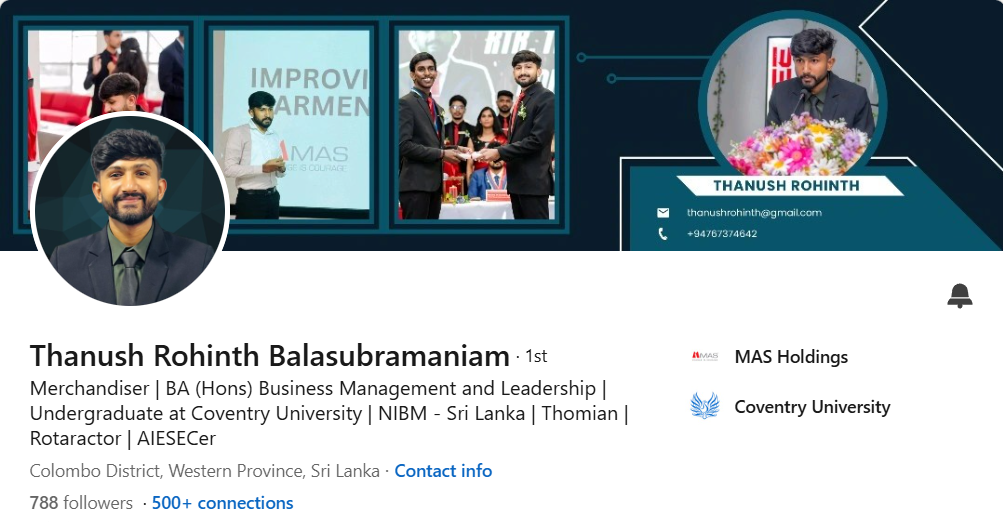 IMPROVI
ARMEN
MAS
THANUSH ROHINTH
thanushrohinth@gmail.com
+94767374642
Thanush Rohinth Balasubramaniam · 1st
Merchandiser | BA (Hons) Business Management and Leadership |
Undergraduate at Coventry University | NIBM - Sri Lanka | Thomian |
Rotaractor | AIESECer
Colombo District, Western Province, Sri Lanka · Contact info
788 followers · 500+ connections
MAS
MAS Holdings
Coventry University